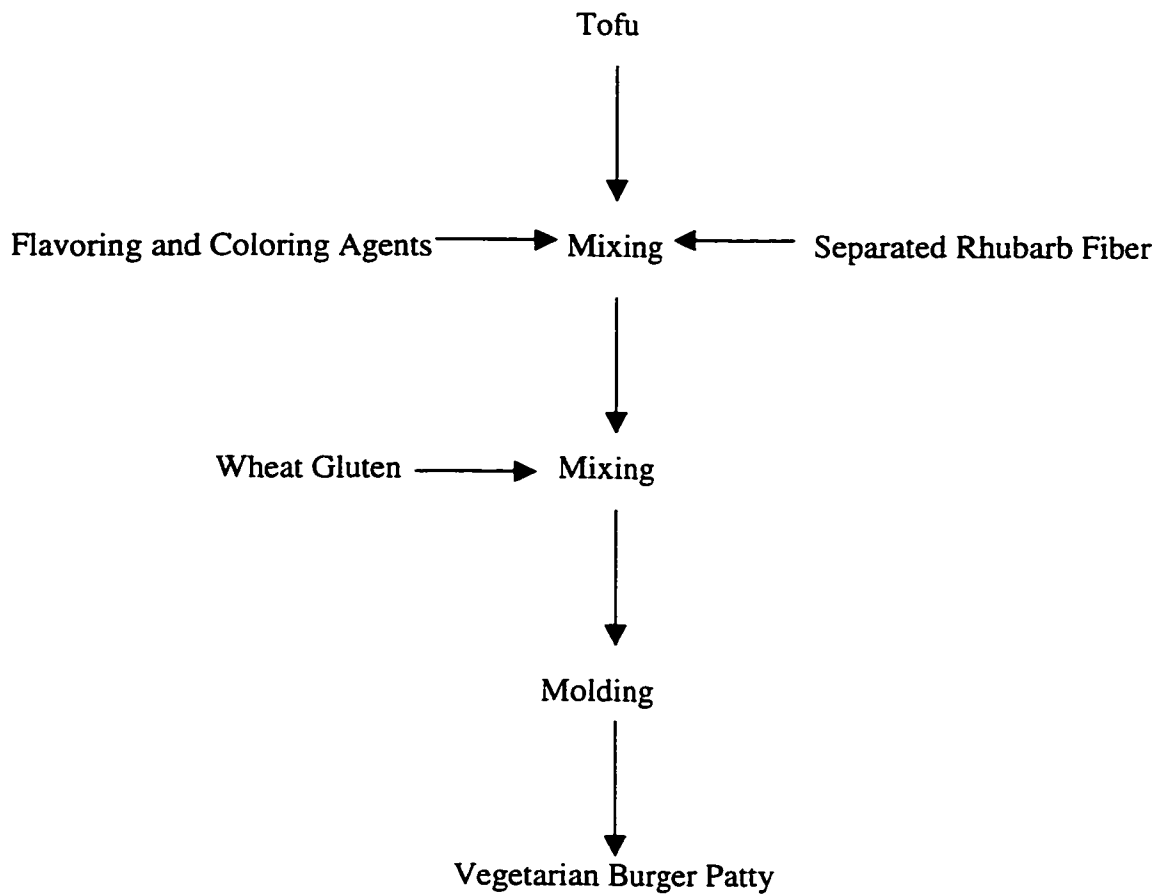 Tofu
Flavoring and Coloring Agents Mixing Separated Rhubarb Fiber
Wheat Gluten Mixing
Molding
Vegetarian Burger Patty